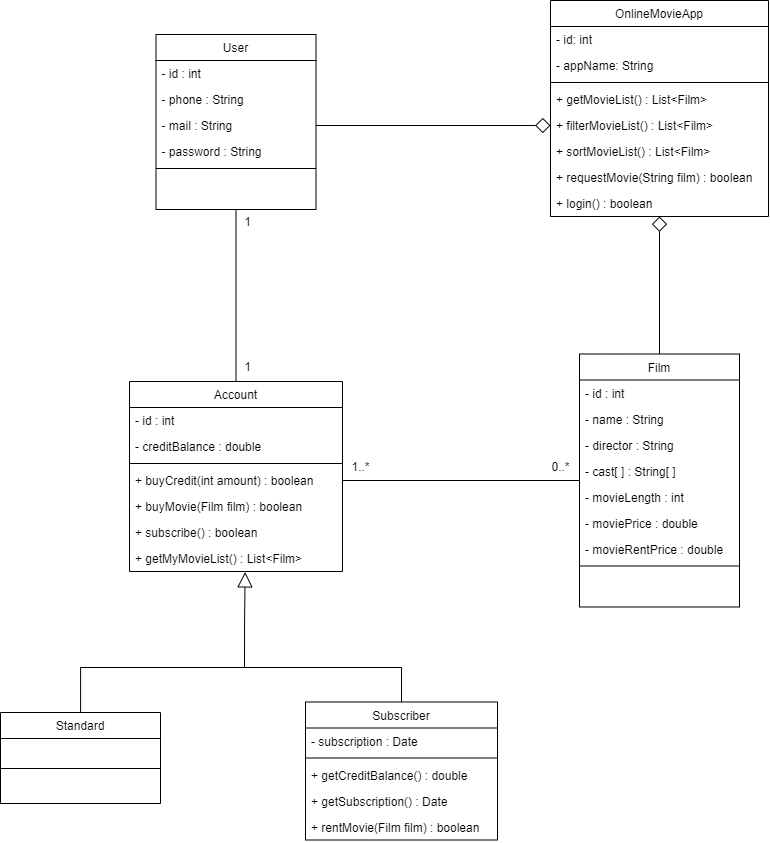 OnlineMovieApp
- id: int
- appName: String
+ getMovieList() : List<Film>
+ filterMovieList() : List<Film>
+ sortMovieList() : List<Film>
+ requestMovie(String film) : boolean
+ login() : boolean
User
- id : int
- phone : String
- mail : String
- password : String
1
1
Account
- id : int
- creditBalance : double
+ buyCredit(int amount) : boolean
+ buyMovie(Film film) : boolean
+ subscribe() : boolean
+ getMyMovieList() : List<Film>
1..*
0..*
Film
- id : int
- name : String
- director : String
- cast[ ] : String[ ]
- movieLength : int
- moviePrice : double
- movieRentPrice : double
Standard
Subscriber
- subscription : Date
+ getCreditBalance() : double
+ getSubscription() : Date
+ rentMovie(Film film) : boolean